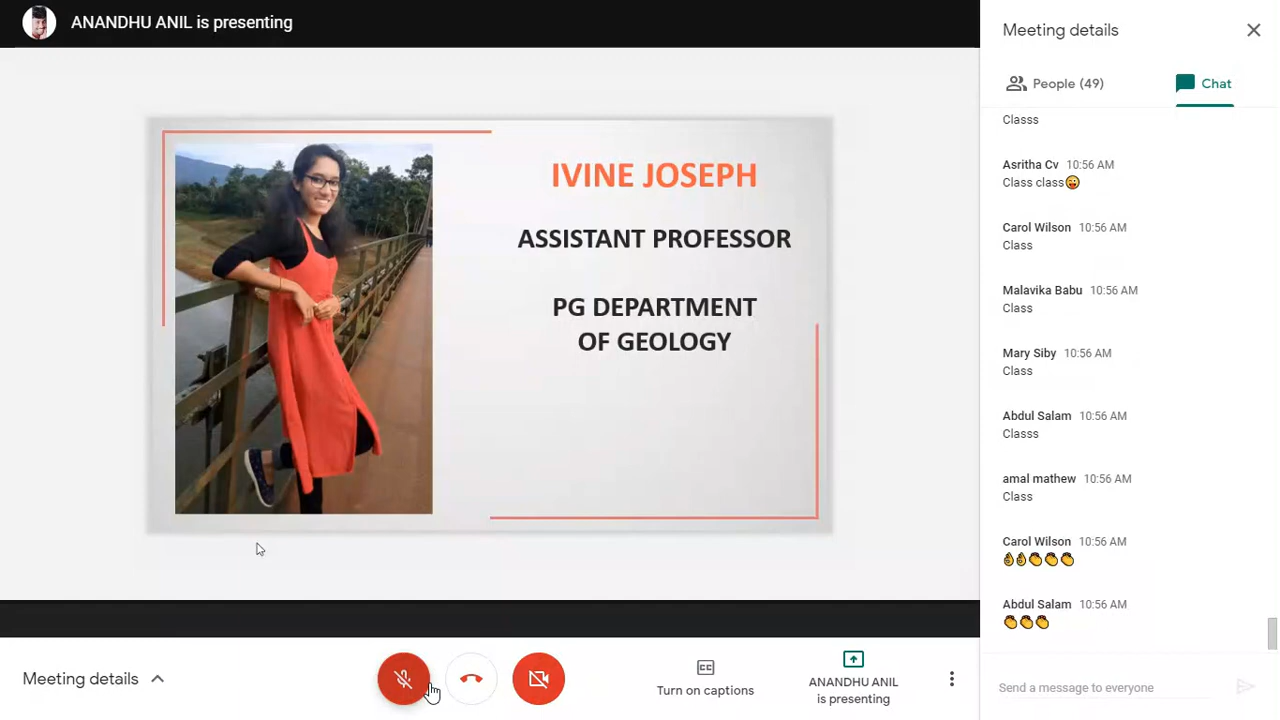 ANANDHU ANIL is presenting
IVINE JOSEPH
ASSISTANT PROFESSOR
PG DEPARTMENT
OF GEOLOGY
Meeting details
People (49)
Chat
Classs
Asritha Cv 10:56 AM
Class class😜
Carol Wilson 10:56 AM
Class
Malavika Babu 10:56 AM
Class
Mary Siby 10:56 AM
Class
Abdul Salam 10:56 AM
Classs
amal mathew 10:56 AM
Class
Carol Wilson 10:56 AM
👌👌👏👏👏
Abdul Salam 10:56 AM
👏👏👏
Send a message to everyone
Meeting details
Turn on captions
ANANDHU ANIL
is presenting